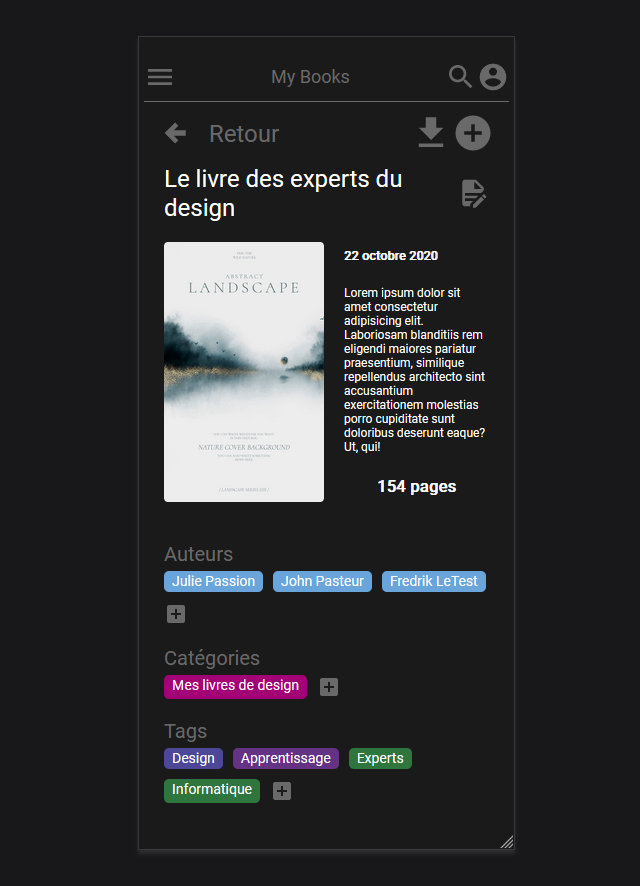 My Books
Retour
Le livre des experts du
design
ABSTRACT
LANDSCAPE
NATURE COVER BACKGROUND
22 octobre 2020
Lorem ipsum dolor sit
amet consectetur
adipisicing elit.
Laboriosam blanditiis rem
eligendi maiores pariatur
praesentium, similique
repellendus architecto sint
accusantium
exercitationem molestias
porro cupiditate sunt
doloribus deserunt eaque?
Ut, qui!
154 pages
Auteurs
Julie Passion John Pasteur Fredrik LeTest
Catégories
Mes livres de design
Tags
Design Apprentissage Experts
Informatique